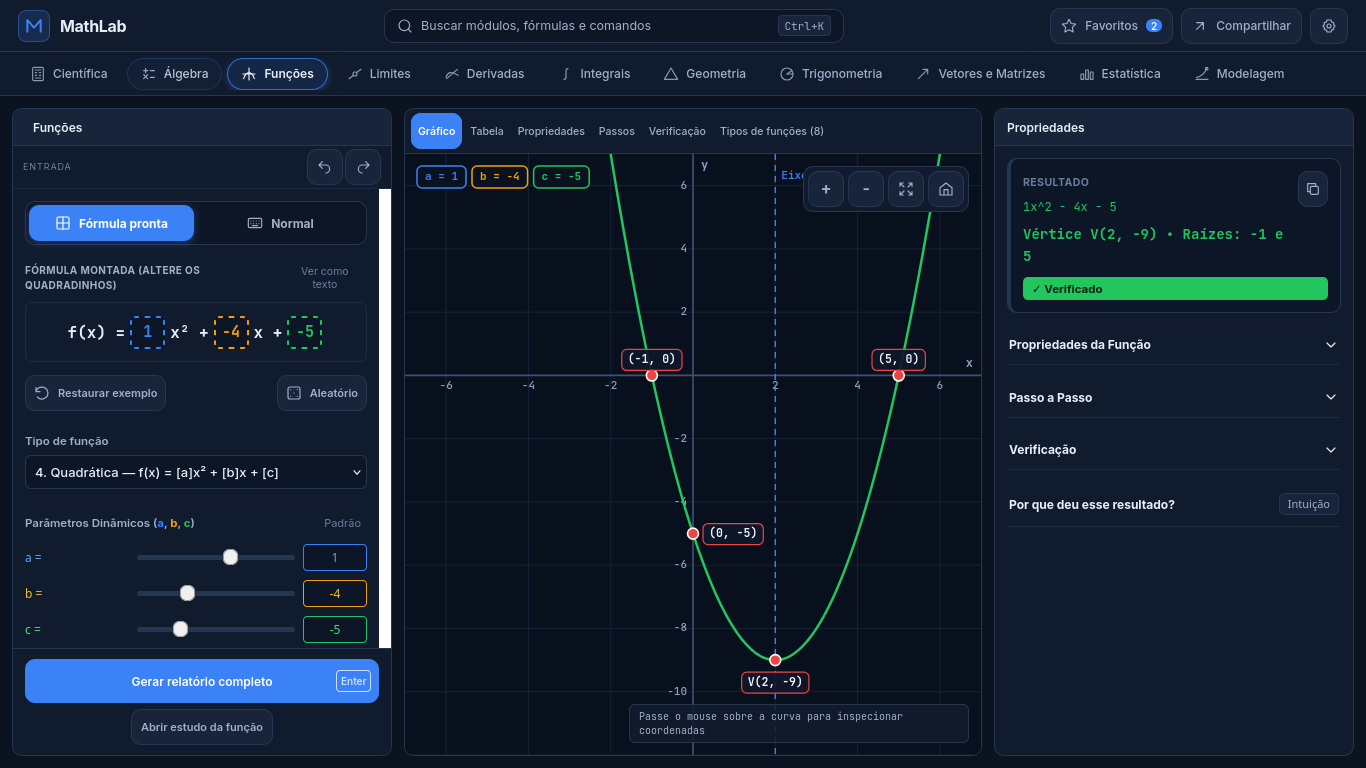 MathLab
Buscar módulos, fórmulas e comandos
Ctrl+K
Favoritos 2
Compartilhar
Científica
Álgebra
Funções
Limites
Derivadas
Integrais
Geometria
Trigonometria
Vetores e Matrizes
Estatística
Modelagem
Funções
ENTRADA
Fórmula pronta
Normal
FÓRMULA MONTADA (ALTERE OS
QUADRADINHOS)
Ver como
texto
f(x) = 1 x² + -4 x + -5
Restaurar exemplo
Aleatório
Tipo de função
4. Quadrática — f(x) = [a]x² + [b]x + [c]
Parâmetros Dinâmicos (a, b, c)
Padrão
a =
1
b =
-4
c =
-5
Gerar relatório completo
Enter
Abrir estudo da função
Gráfico
Tabela
Propriedades
Passos
Verificação
Tipos de funções (8)
a = 1
b = -4
c = -5
y
Eixo
+
-
6
4
2
(-1, 0)
(5, 0)
x
-6
-4
-2
2
4
6
-2
-4
(0, -5)
-6
-8
V(2, -9)
-10
Passe o mouse sobre a curva para inspecionar
coordenadas
Propriedades
RESULTADO
1x^2 - 4x - 5
Vértice V(2, -9) • Raízes: -1 e
5
✓ Verificado
Propriedades da Função
Passo a Passo
Verificação
Por que deu esse resultado?
Intuição